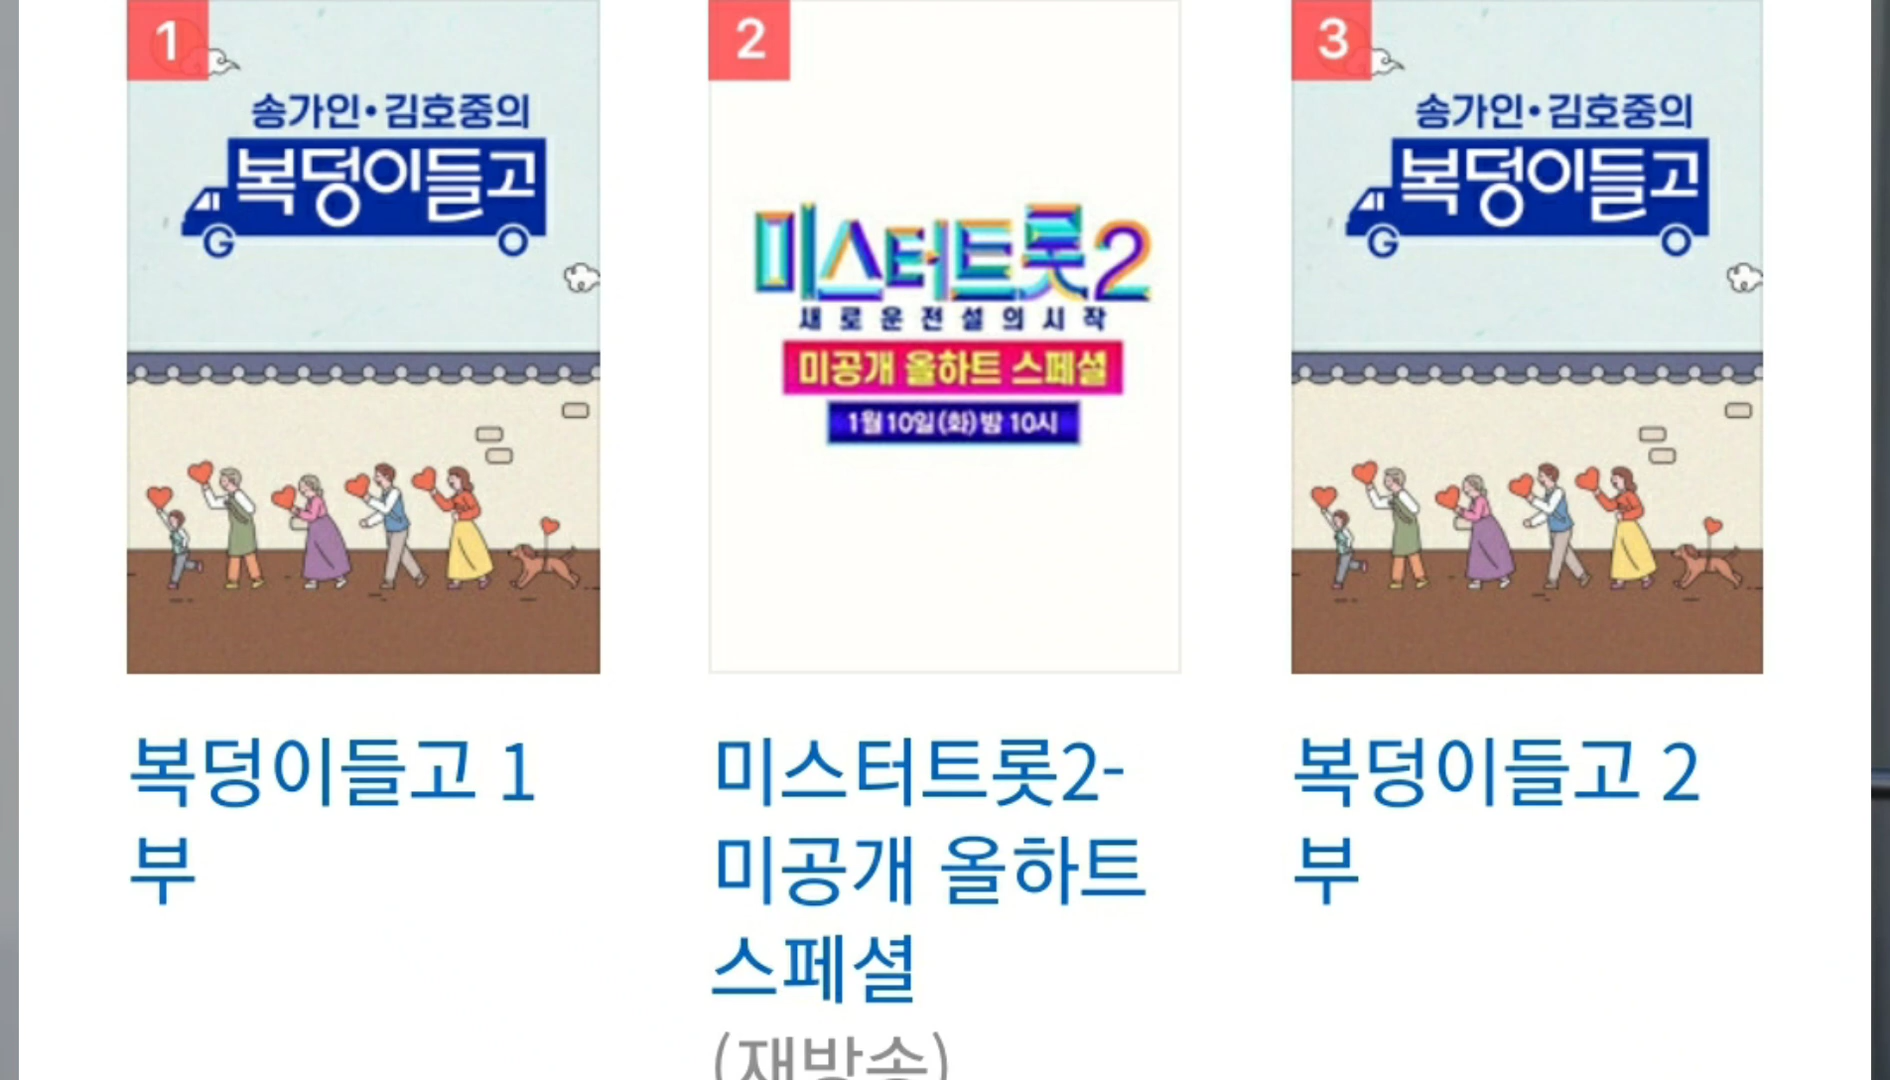 1
송가인•김호중의
복덩이들고
GO
복덩이들고 1
부
2
미스터트롯2
새로운전설의시작
미공개 올하트 스페셜
1월 10일(화) 밤 10시
미스터트롯2-
미공개 올하트
스페셜
(재방송)
3
송가인•김호중의
복덩이들고
GO
복덩이들고 2
부